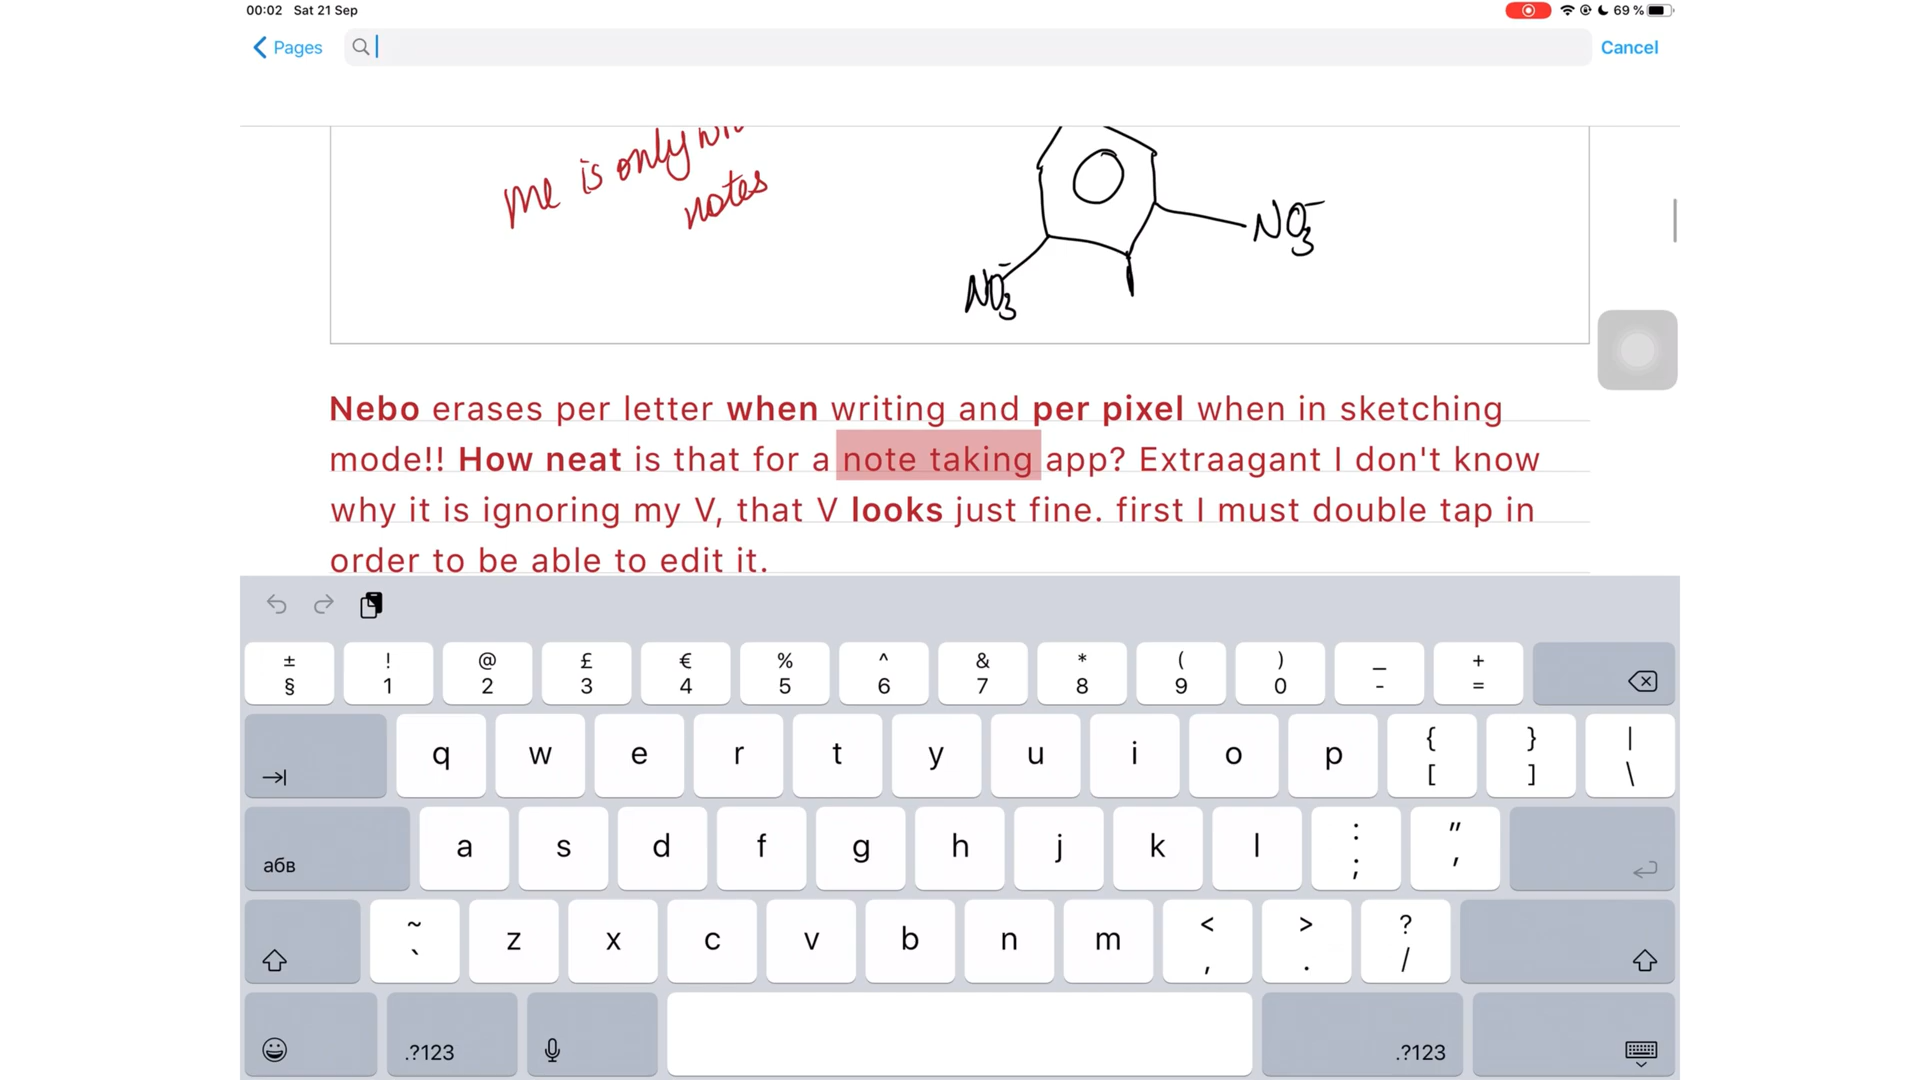 00:02 Sat 21 Sep
69 %
Pages
Cancel
me is only
notes
NO3-
NO3-
Nebo erases per letter when writing and per pixel when in sketching
mode!! How neat is that for a note taking app? Extraagant I don't know
why it is ignoring my V, that V looks just fine. first I must double tap in
order to be able to edit it.
± ! @ £ € % ^ & * ( ) _ +
§ 1 2 3 4 5 6 7 8 9 0 - =
q w e r t y u i o p { } |
[ ] \
a s d f g h j k l : "
абв ; '
~ z x c v b n m < > ?
` , . /
.?123 .?123